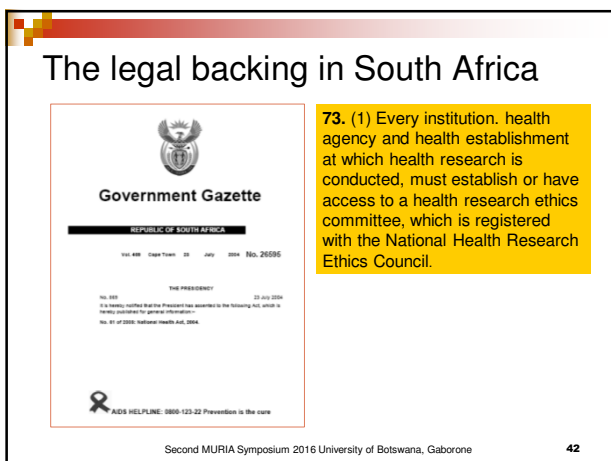 The legal backing in South Africa
Government Gazette
REPUBLIC OF SOUTH AFRICA
Vol. 469 Cape Town 23 July 2004 No. 26595
THE PRESIDENCY
No. 869 23 July 2004
It is hereby notified that the President has assented to the following Act, which is
hereby published for general information:–
No. 61 of 2003: National Health Act, 2004.
AIDS HELPLINE: 0800-123-22 Prevention is the cure
73. (1) Every institution. health
agency and health establishment
at which health research is
conducted, must establish or have
access to a health research ethics
committee, which is registered
with the National Health Research
Ethics Council.
Second MURIA Symposium 2016 University of Botswana, Gaborone 42